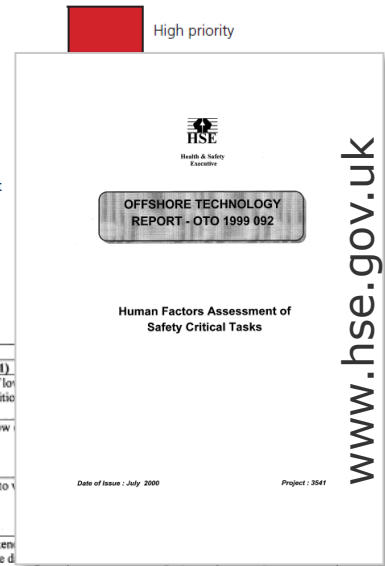 High priority
HSE
Health & Safety
Executive
OFFSHORE TECHNOLOGY
REPORT - OTO 1999 092
Human Factors Assessment of
Safety Critical Tasks
Date of Issue : July 2000
Project : 3541
www.hse.gov.uk